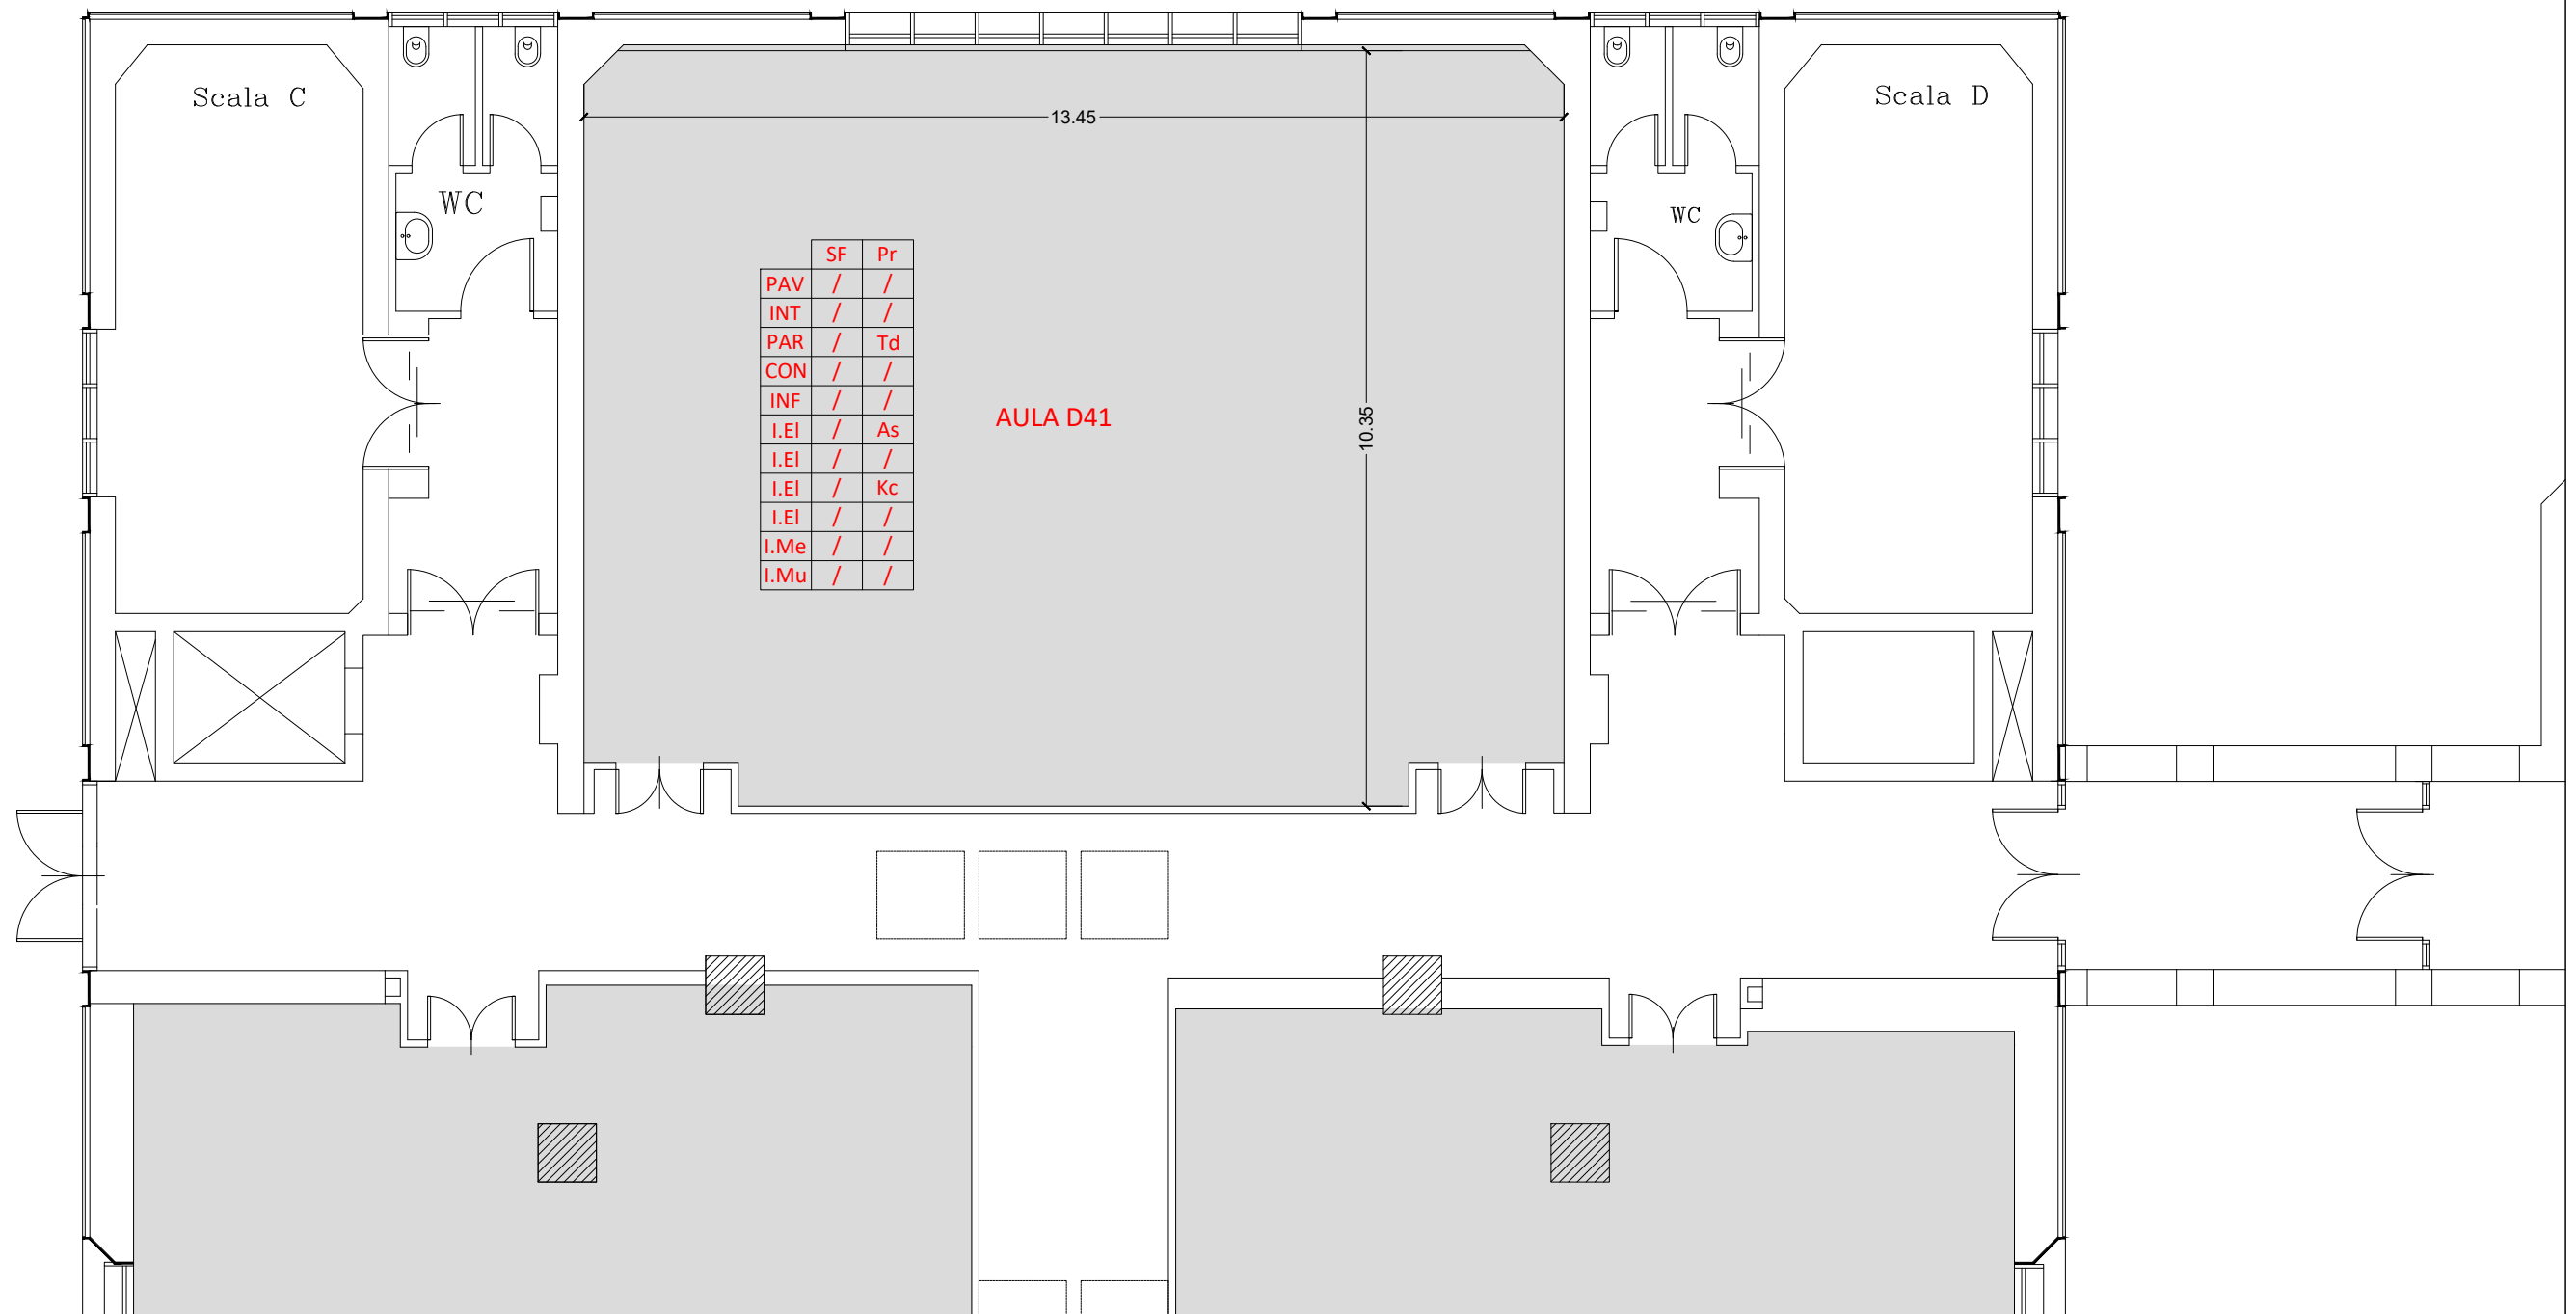 Scala C
Scala D
13.45
WC
WC
SF Pr
PAV / /
INT / /
PAR / Td
CON / /
INF / /
I.El / As
I.El / /
I.El / Kc
I.El / /
I.Me / /
I.Mu / /
AULA D41
10.35